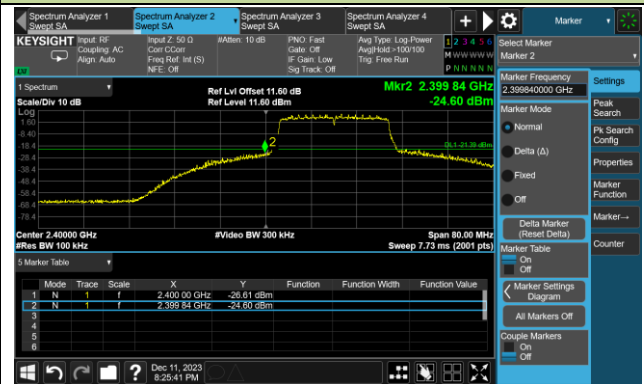 Spectrum Analyzer 1
Swept SA
Spectrum Analyzer 2
Swept SA
Spectrum Analyzer 3
Swept SA
Spectrum Analyzer 4
Swept SA
+
Marker
KEYSIGHT
Input: RF
Coupling: AC
Align: Auto
Input Z: 50 Ω
Corr CCorr
Freq Ref: Int (S)
NFE: Off
#Atten: 10 dB
PNO: Fast
Gate: Off
IF Gain: Low
Sig Track: Off
Avg Type: Log-Power
Avg|Hold >100/100
Trig: Free Run
1 2 3 4 5 6
M W W W W W
P N N N N N
Select Marker
Marker 2
1 Spectrum
Scale/Div 10 dB
Ref Lvl Offset 11.60 dB
Ref Level 11.60 dBm
Mkr2 2.399 84 GHz
-24.60 dBm
Log
1.60
-8.40
-18.4
-28.4
-38.4
-48.4
-58.4
-68.4
-78.4
2
DL1 -21.39 dBm
Center 2.40000 GHz
#Res BW 100 kHz
#Video BW 300 kHz
Span 80.00 MHz
Sweep 7.73 ms (2001 pts)
5 Marker Table
Mode Trace Scale X Y Function Function Width Function Value
1 N 1 f 2.400 00 GHz -26.61 dBm
2 N 1 f 2.399 84 GHz -24.60 dBm
3
4
5
6
Marker Frequency
2.399840000 GHz
Marker Mode
Normal
Delta (Δ)
Fixed
Off
Delta Marker
(Reset Delta)
Marker Table
On
Off
Marker Settings
Diagram
All Markers Off
Couple Markers
On
Off
Settings
Peak
Search
Pk Search
Config
Properties
Marker
Function
Marker→
Counter
?
Dec 11, 2023
8:25:41 PM